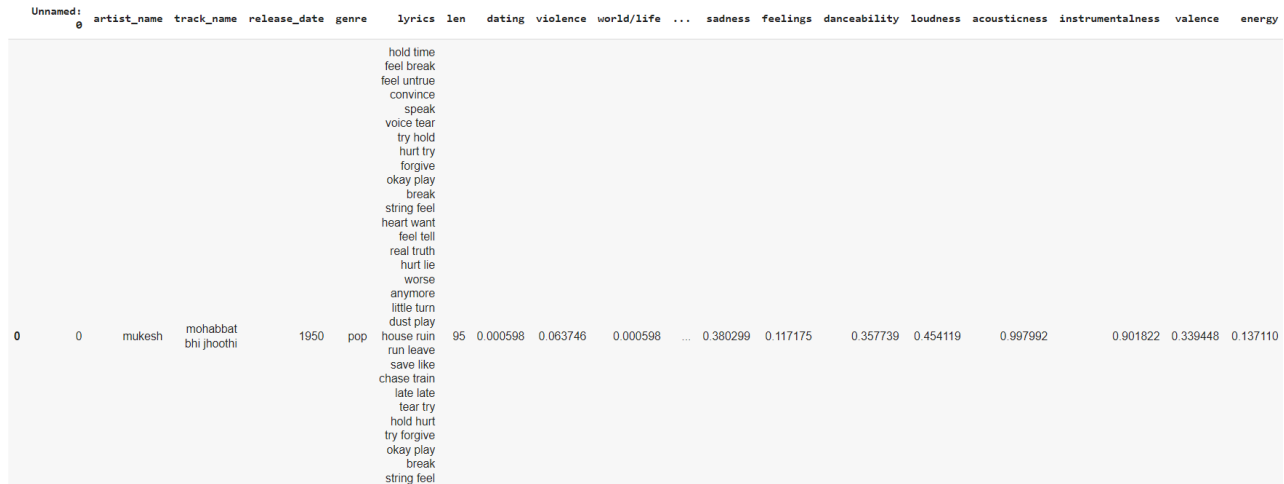 Unnamed:
0 artist_name track_name release_date genre lyrics len dating violence world/life ... sadness feelings danceability loudness acousticness instrumentalness valence energy
hold time
feel break
feel untrue
convince
speak
voice tear
try hold
hurt try
forgive
okay play
break
string feel
heart want
feel tell
real truth
hurt lie
worse
anymore
little turn
dust play
0 0 mukesh mohabbat bhi jhoothi 1950 pop house ruin 95 0.000598 0.063746 0.000598 ... 0.380299 0.117175 0.357739 0.454119 0.997992 0.901822 0.339448 0.137110
run leave
save like
chase train
late late
tear try
hold hurt
try forgive
okay play
break
string feel